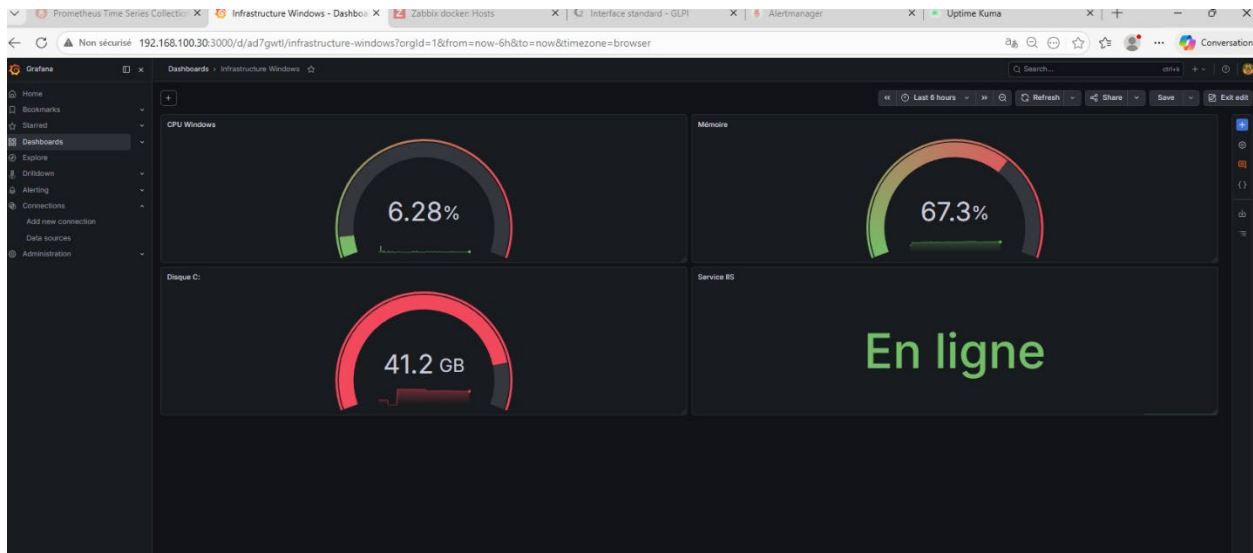 Prometheus Time Series Collection
Infrastructure Windows - Dashboa
Zabbix docker: Hosts
Interface standard - GLPI
Alertmanager
Uptime Kuma
Non sécurisé 192.168.100.30:3000/d/ad7gwtl/infrastructure-windows?orgId=1&from=now-6h&to=now&timezone=browser
Conversation
Grafana
Dashboards › Infrastructure Windows
Search...
ctrl+k
Home
Bookmarks
Starred
Dashboards
Explore
Drilldown
Alerting
Connections
Add new connection
Data sources
Administration
Last 6 hours
Refresh
Share
Save
Exit edit
CPU Windows
6.28%
Mémoire
67.3%
Disque C:
41.2 GB
Service IIS
En ligne